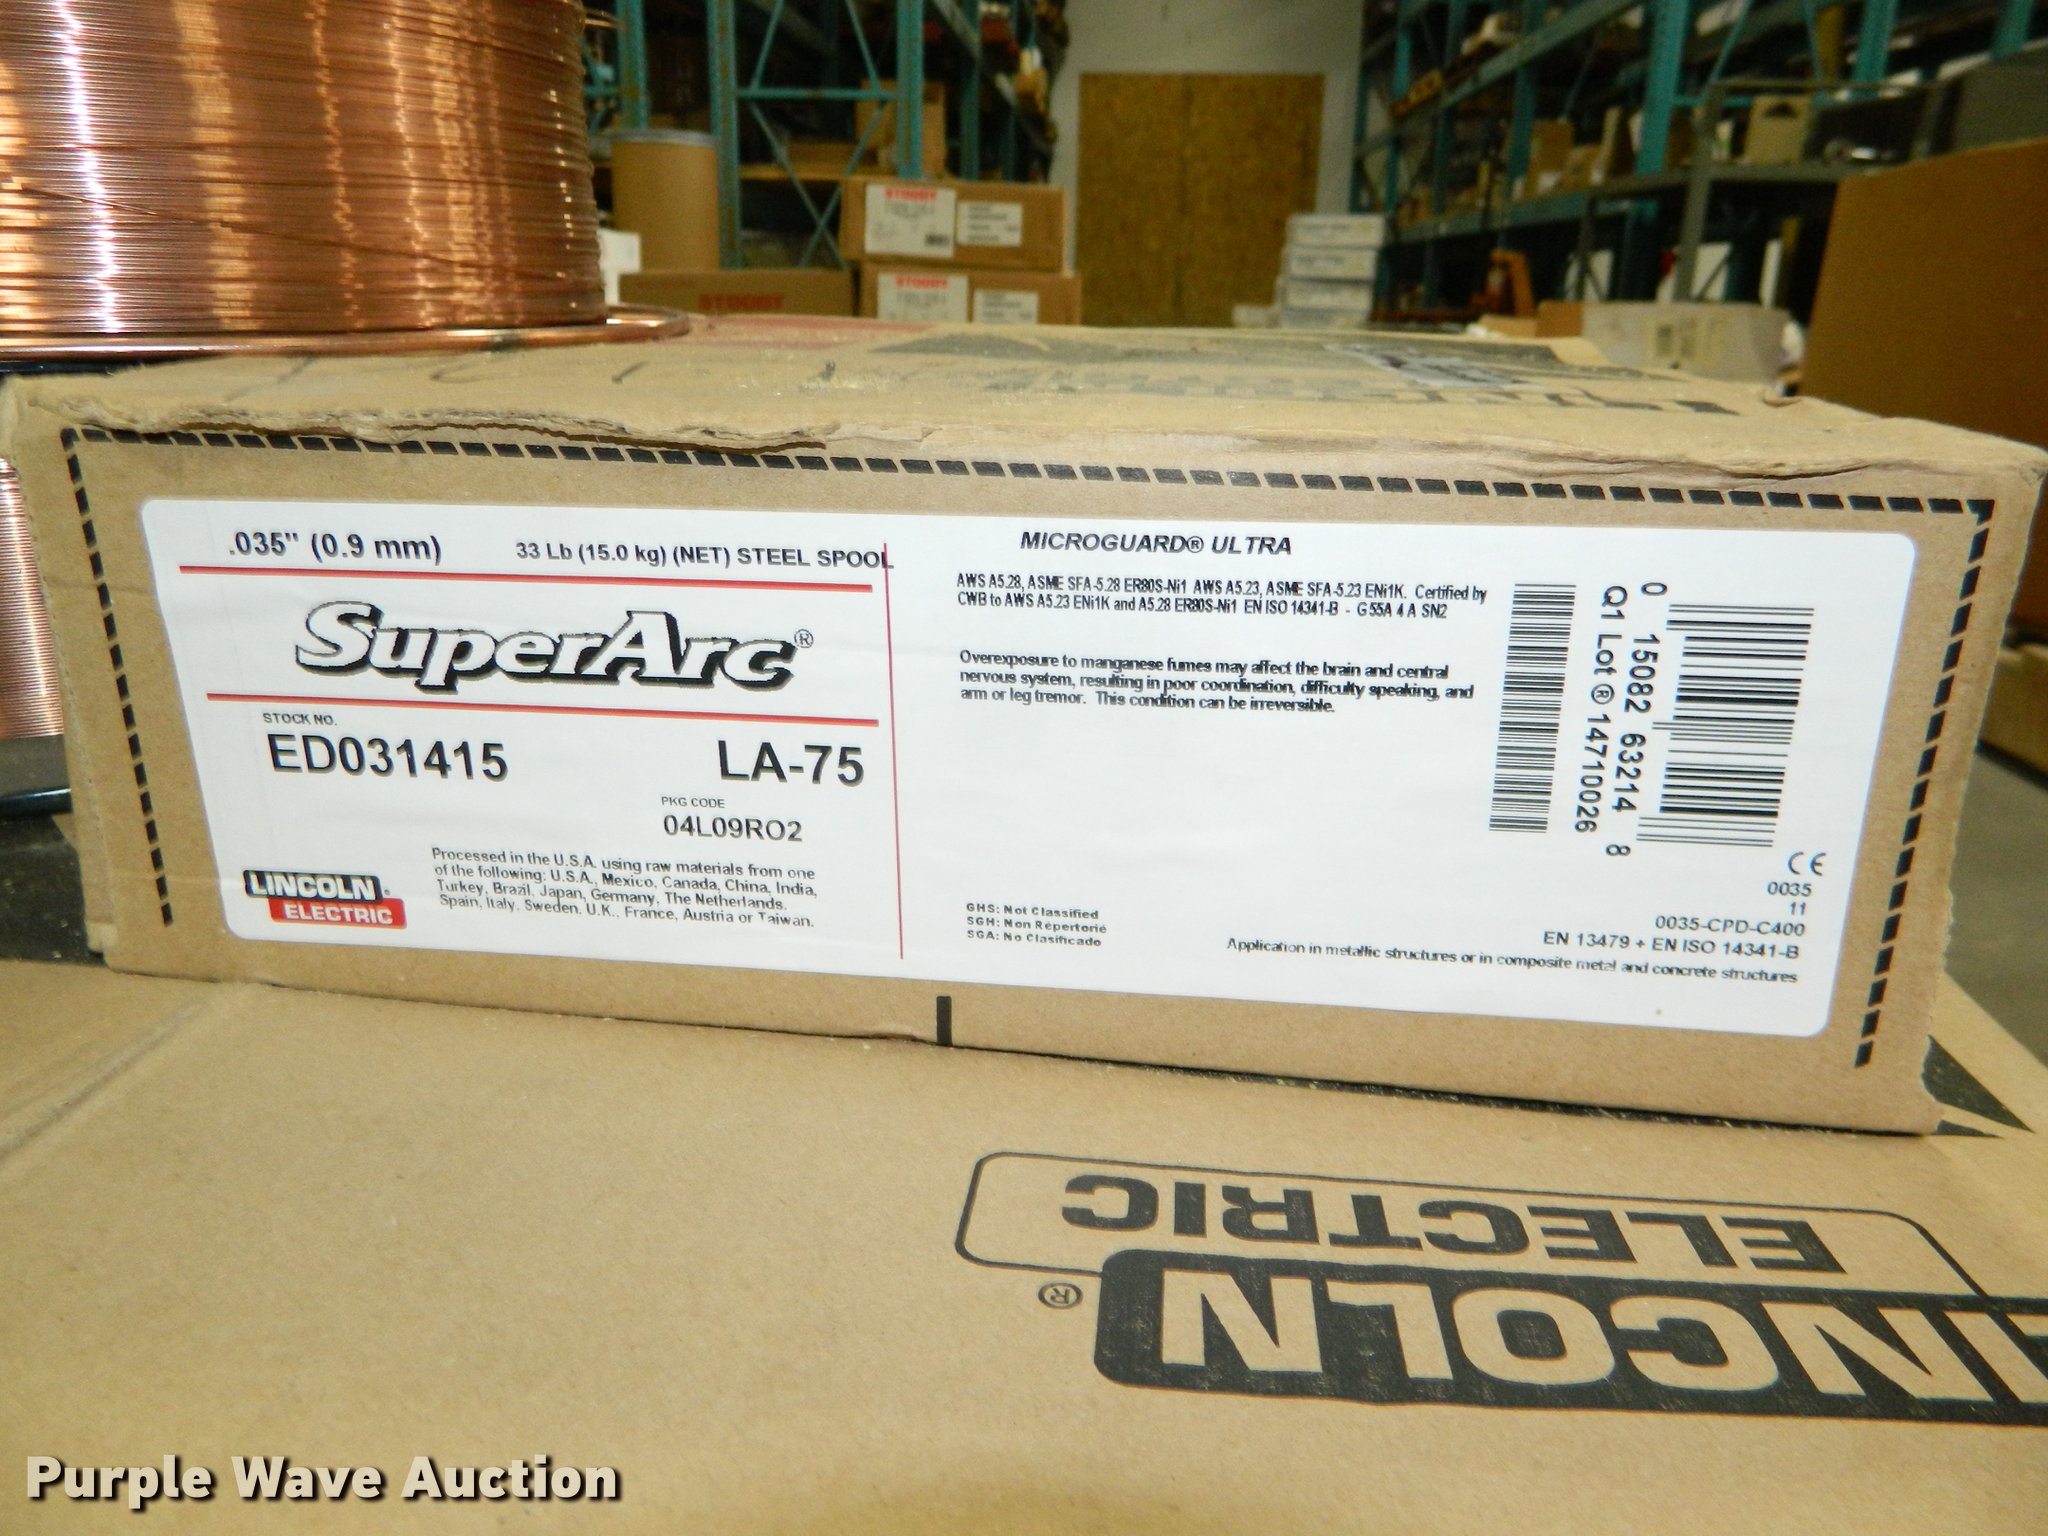 STOODY
STOODY
STOODY
.035" (0.9 mm)
33 Lb (15.0 kg) (NET) STEEL SPOOL
SuperArc®
STOCK NO.
ED031415
LA-75
PKG CODE
04L09RO2
Processed in the U.S.A. using raw materials from one
of the following: U.S.A., Mexico, Canada, China, India,
Turkey, Brazil, Japan, Germany, The Netherlands,
Spain, Italy, Sweden, U.K., France, Austria or Taiwan.
LINCOLN
ELECTRIC
MICROGUARD® ULTRA
AWS A5.28, ASME SFA-5.28 ER80S-Ni1 AWS A5.23, ASME SFA-5.23 ENi1K. Certified by
CWB to AWS A5.23 ENi1K and A5.28 ER80S-Ni1 EN ISO 14341-B - G 55A 4 A SN2
Overexposure to manganese fumes may affect the brain and central
nervous system, resulting in poor coordination, difficulty speaking, and
arm or leg tremor. This condition can be irreversible.
GHS: Not Classified
SGH: Non Repertorié
SGA: No Clasificado
0 15082 63214 8
Q1 Lot ® 14710026
CE
0035
11
0035-CPD-C400
EN 13479 + EN ISO 14341-B
Application in metallic structures or in composite metal and concrete structures
LINCOLN ®
ELECTRIC
Purple Wave Auction